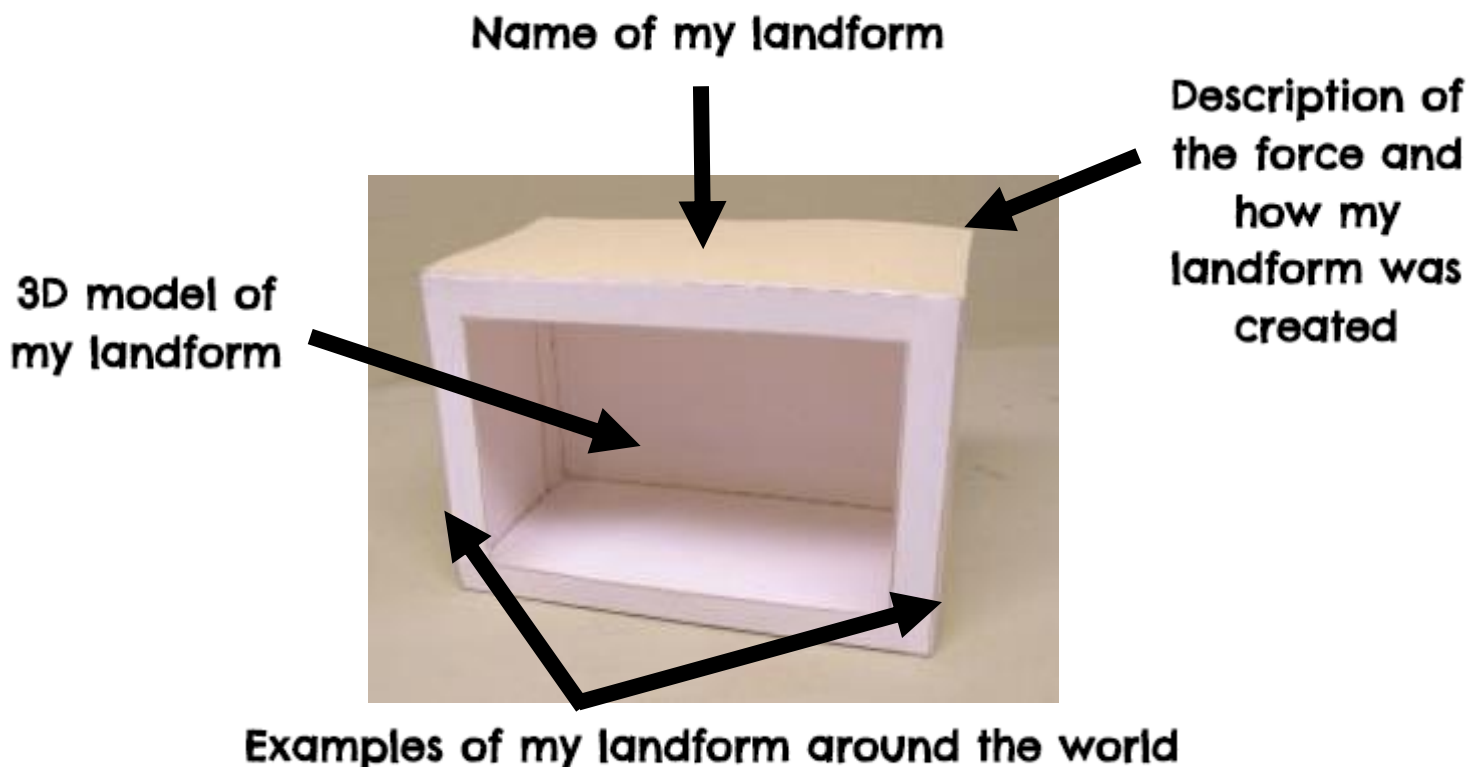 Name of my landform
Description of
the force and
how my
landform was
created
3D model of
my landform
Examples of my landform around the world